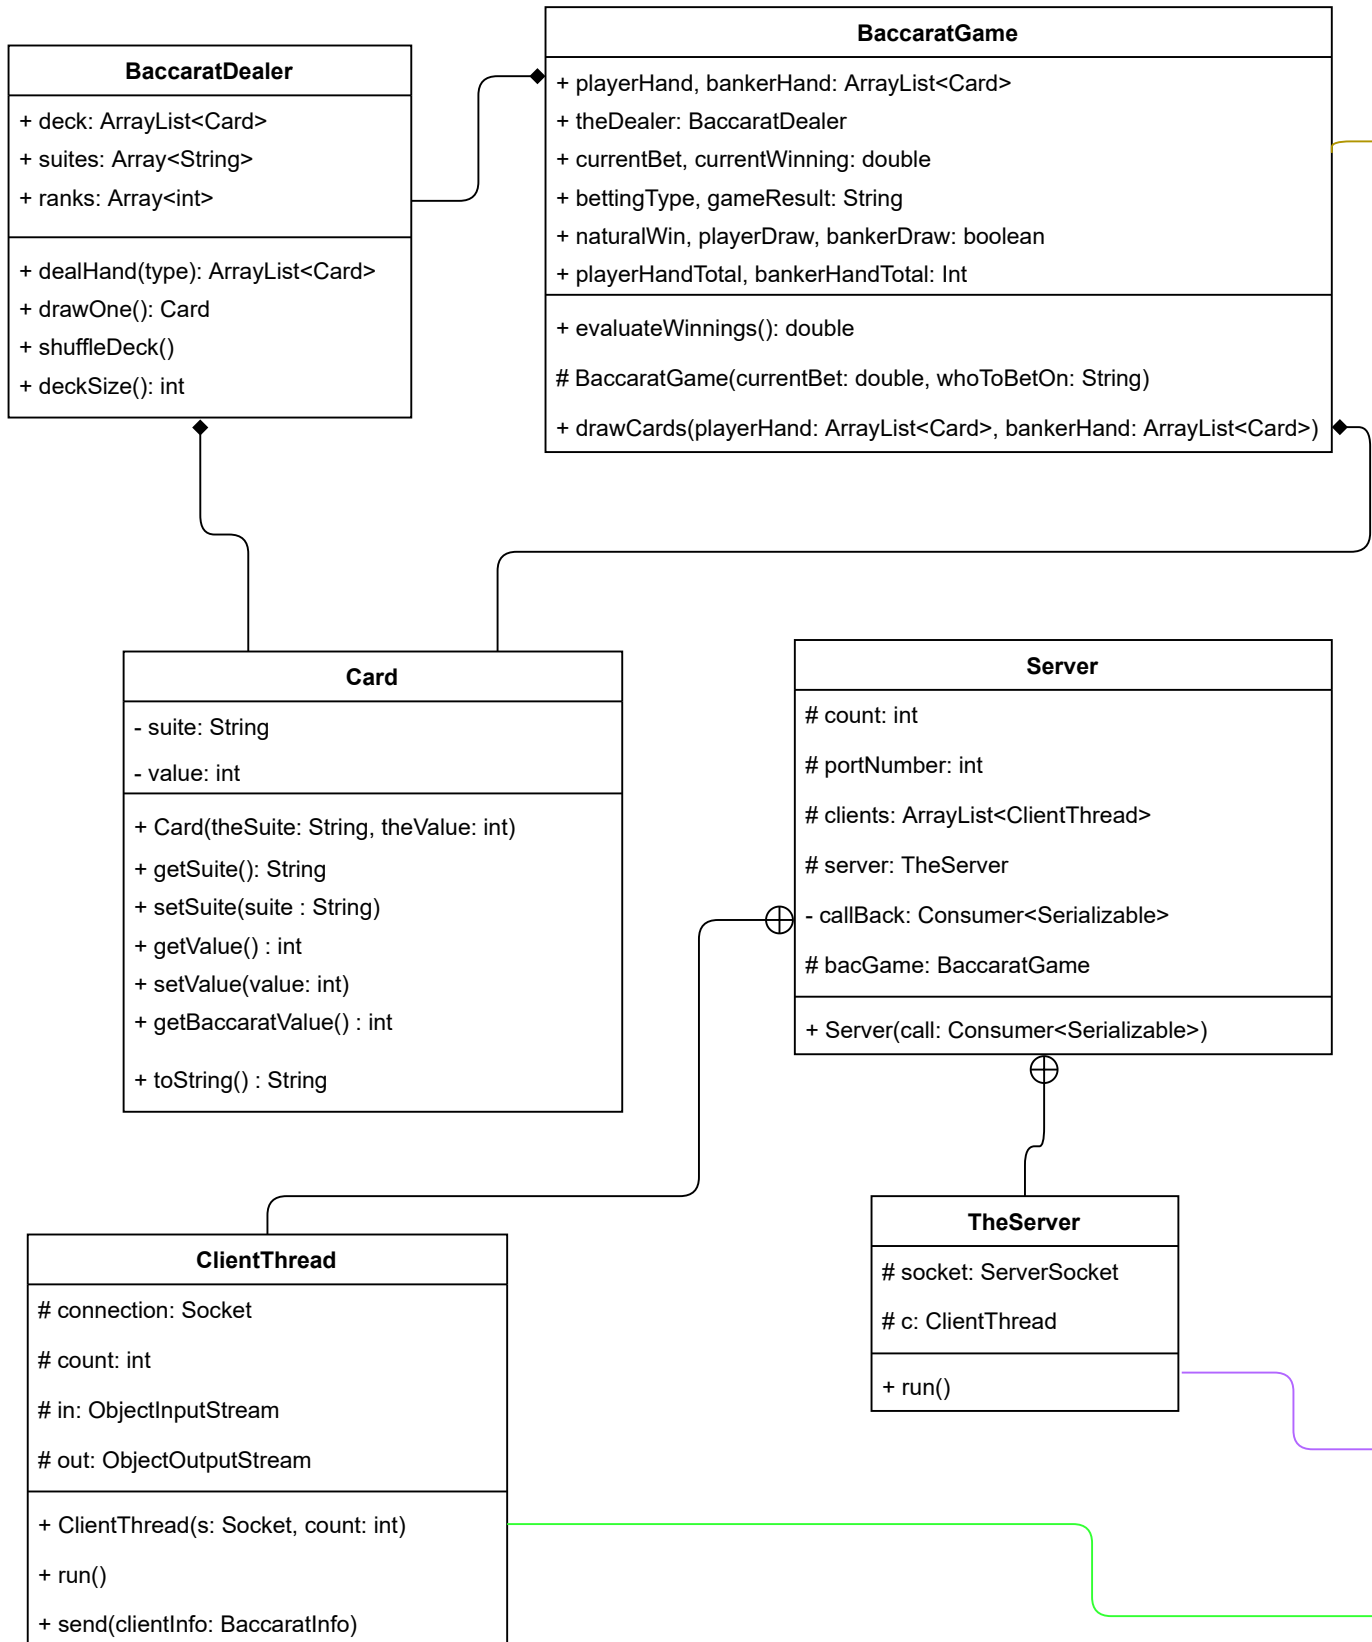 BaccaratDealer
+ deck: ArrayList<Card>
+ suites: Array<String>
+ ranks: Array<int>
+ dealHand(type): ArrayList<Card>
+ drawOne(): Card
+ shuffleDeck()
+ deckSize(): int
BaccaratGame
+ playerHand, bankerHand: ArrayList<Card>
+ theDealer: BaccaratDealer
+ currentBet, currentWinning: double
+ bettingType, gameResult: String
+ naturalWin, playerDraw, bankerDraw: boolean
+ playerHandTotal, bankerHandTotal: Int
+ evaluateWinnings(): double
# BaccaratGame(currentBet: double, whoToBetOn: String)
+ drawCards(playerHand: ArrayList<Card>, bankerHand: ArrayList<Card>)
Card
- suite: String
- value: int
+ Card(theSuite: String, theValue: int)
+ getSuite(): String
+ setSuite(suite : String)
+ getValue() : int
+ setValue(value: int)
+ getBaccaratValue() : int
+ toString() : String
Server
# count: int
# portNumber: int
# clients: ArrayList<ClientThread>
# server: TheServer
- callBack: Consumer<Serializable>
# bacGame: BaccaratGame
+ Server(call: Consumer<Serializable>)
TheServer
# socket: ServerSocket
# c: ClientThread
+ run()
ClientThread
# connection: Socket
# count: int
# in: ObjectInputStream
# out: ObjectOutputStream
+ ClientThread(s: Socket, count: int)
+ run()
+ send(clientInfo: BaccaratInfo)